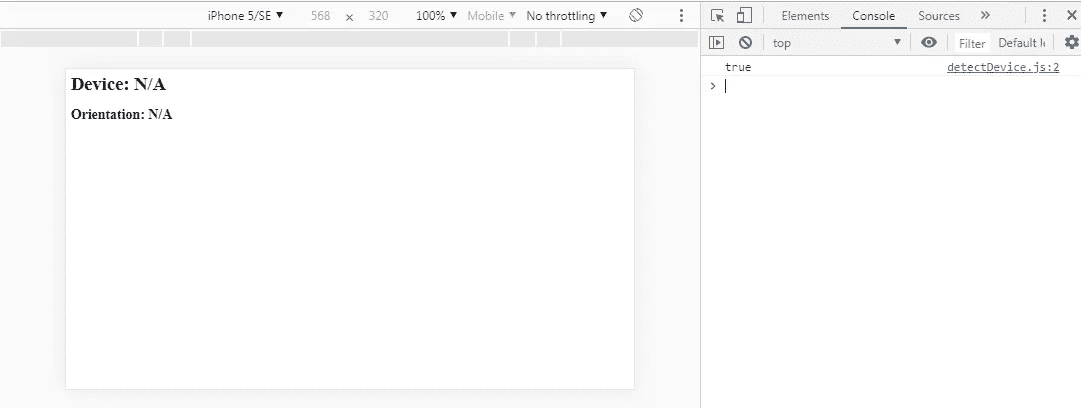 iPhone 5/SE ▼ 568 × 320 100% ▼ Mobile ▼ No throttling ▼
Elements Console Sources »
top ▼ Filter Default
Device: N/A
Orientation: N/A
true detectDevice.js:2
>